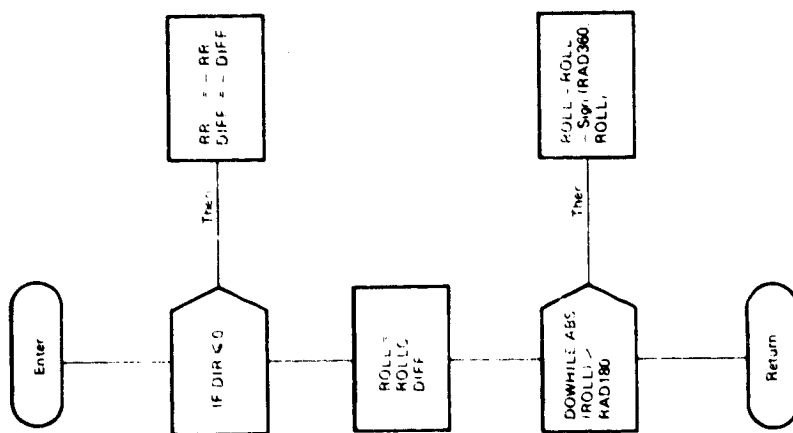 Enter
IF DIR < 0
Then
RR = - RR
DIFF = - DIFF
ROLL =
ROLLS
DIFF
DOWHILE ABS
(ROLL) >
RAD180
Then
ROLL - ROLL
- Sign (RAD360,
ROLL)
Return